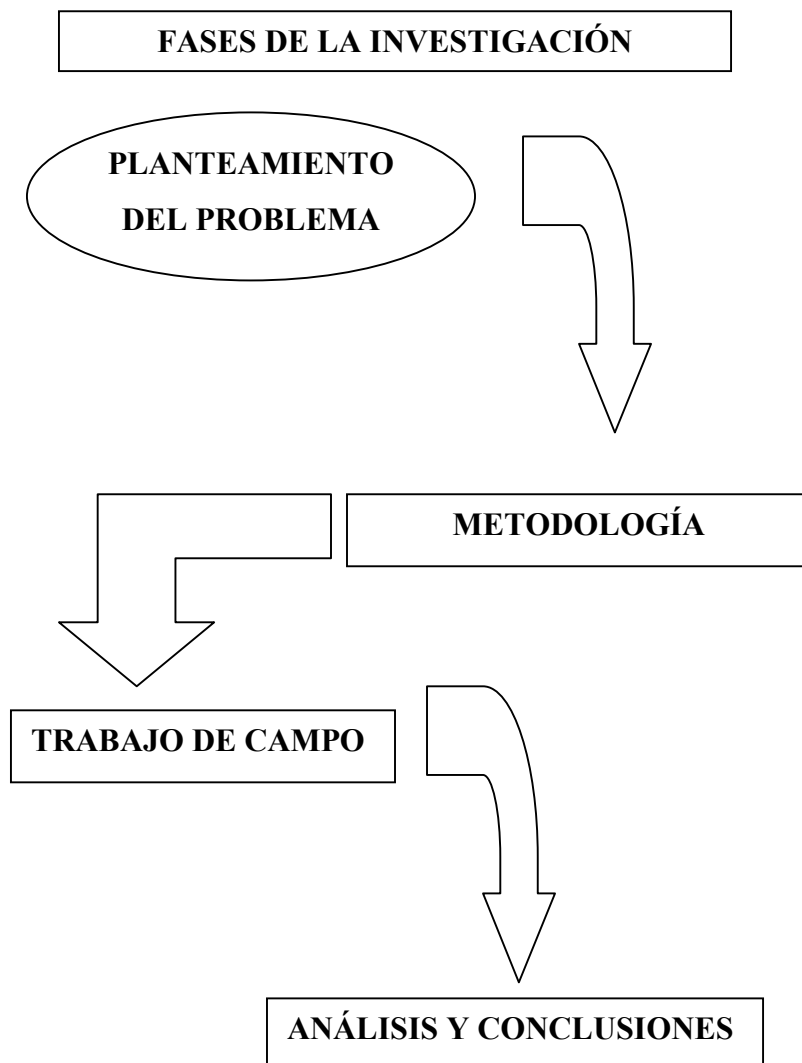 FASES DE LA INVESTIGACIÓN
PLANTEAMIENTO
DEL PROBLEMA
METODOLOGÍA
TRABAJO DE CAMPO
ANÁLISIS Y CONCLUSIONES